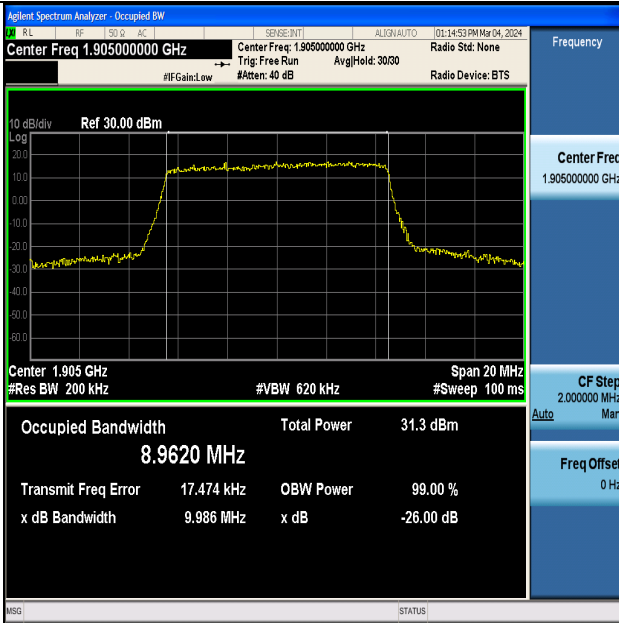 Agilent Spectrum Analyzer - Occupied BW
LXI RL RF 50 Ω AC SENSE:INT ALIGN AUTO 01:14:53 PM Mar 04, 2024
Center Freq 1.905000000 GHz
Center Freq: 1.905000000 GHz
Radio Std: None
Trig: Free Run Avg|Hold: 30/30
#IFGain:Low #Atten: 40 dB Radio Device: BTS
Frequency
10 dB/div Ref 30.00 dBm
Log
20.0
10.0
0.00
-10.0
-20.0
-30.0
-40.0
-50.0
-60.0
Center Freq
1.905000000 GHz
Center 1.905 GHz Span 20 MHz
#Res BW 200 kHz #VBW 620 kHz #Sweep 100 ms
CF Step
2.000000 MHz
Auto Man
Occupied Bandwidth Total Power 31.3 dBm
8.9620 MHz
Transmit Freq Error 17.474 kHz OBW Power 99.00 %
x dB Bandwidth 9.986 MHz x dB -26.00 dB
Freq Offset
0 Hz
MSG STATUS